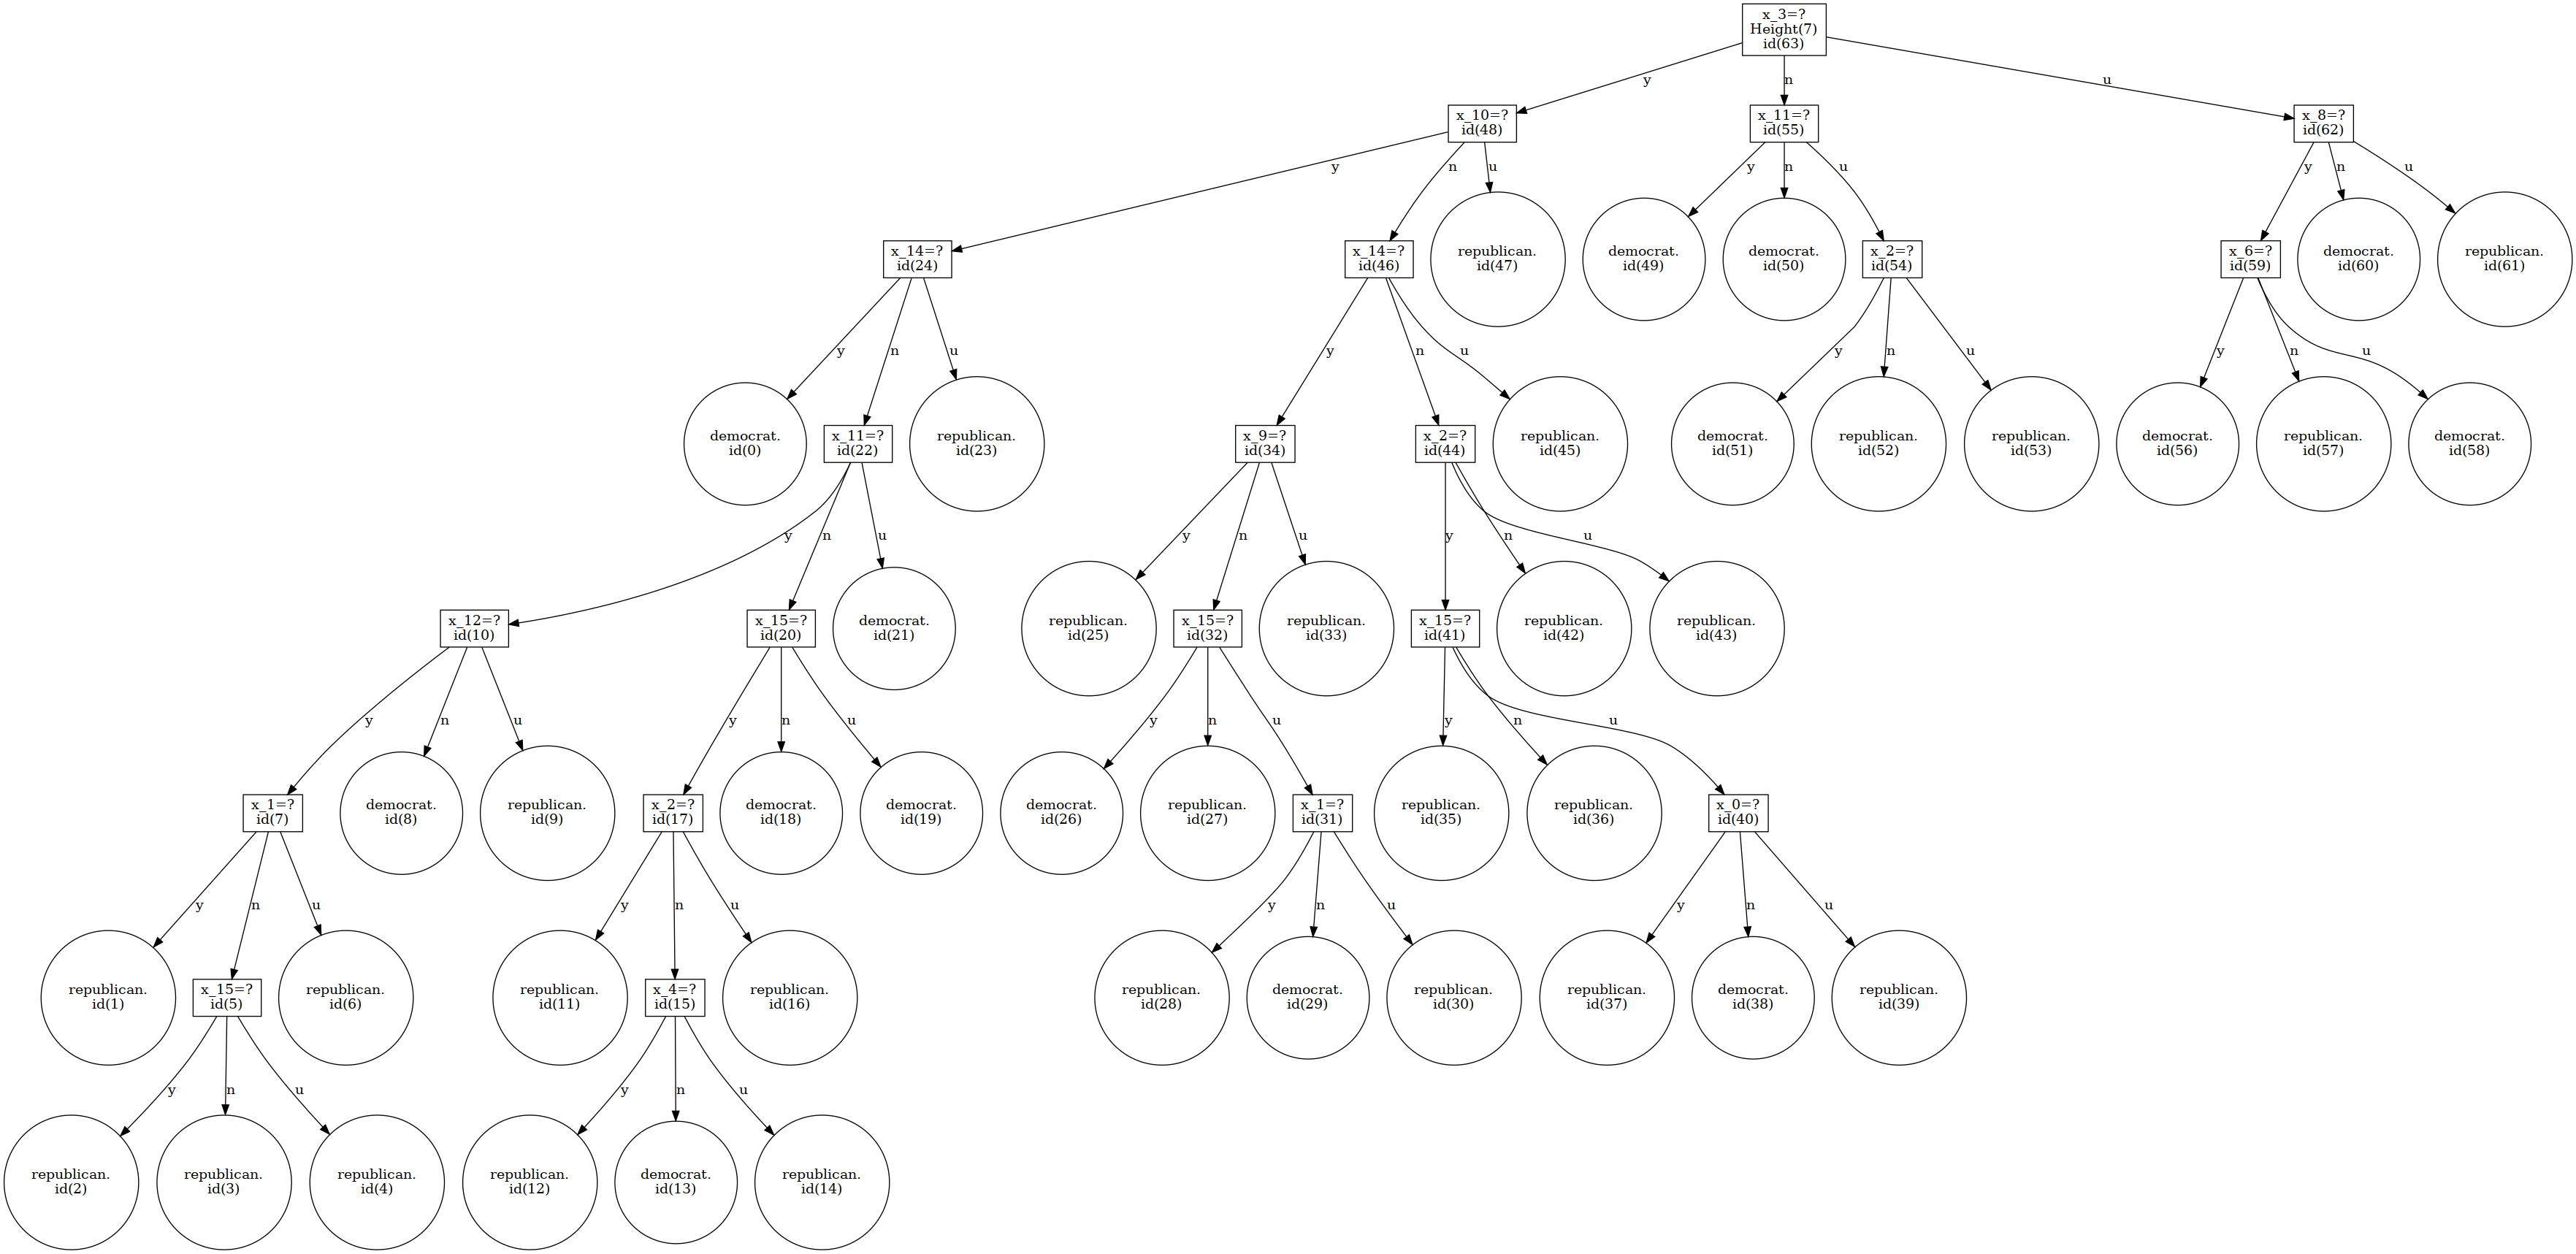 x_3=?
Height(7)
id(63)
y
n
u
x_10=?
id(48)
x_11=?
id(55)
x_8=?
id(62)
y
n
u
y
n
u
y
n
u
x_14=?
id(24)
x_14=?
id(46)
republican.
id(47)
democrat.
id(49)
democrat.
id(50)
x_2=?
id(54)
x_6=?
id(59)
democrat.
id(60)
republican.
id(61)
y
n
u
y
n
u
y
n
u
y
n
u
democrat.
id(0)
x_11=?
id(22)
republican.
id(23)
x_9=?
id(34)
x_2=?
id(44)
republican.
id(45)
democrat.
id(51)
republican.
id(52)
republican.
id(53)
democrat.
id(56)
republican.
id(57)
democrat.
id(58)
y
n
u
y
n
u
y
n
u
x_12=?
id(10)
x_15=?
id(20)
democrat.
id(21)
republican.
id(25)
x_15=?
id(32)
republican.
id(33)
x_15=?
id(41)
republican.
id(42)
republican.
id(43)
y
n
u
y
n
u
y
n
u
y
n
u
x_1=?
id(7)
democrat.
id(8)
republican.
id(9)
x_2=?
id(17)
democrat.
id(18)
democrat.
id(19)
democrat.
id(26)
republican.
id(27)
x_1=?
id(31)
republican.
id(35)
republican.
id(36)
x_0=?
id(40)
y
n
u
y
n
u
y
n
u
y
n
u
republican.
id(1)
x_15=?
id(5)
republican.
id(6)
republican.
id(11)
x_4=?
id(15)
republican.
id(16)
republican.
id(28)
democrat.
id(29)
republican.
id(30)
republican.
id(37)
democrat.
id(38)
republican.
id(39)
y
n
u
y
n
u
republican.
id(2)
republican.
id(3)
republican.
id(4)
republican.
id(12)
democrat.
id(13)
republican.
id(14)